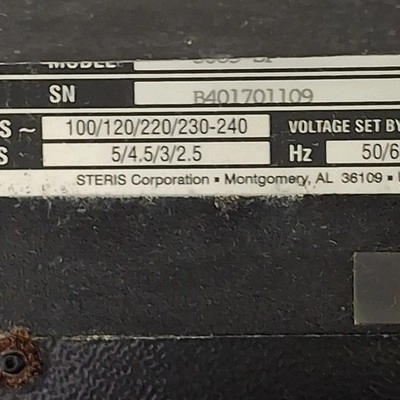 MODEL
SN B401701109
S ~ 100/120/220/230-240 VOLTAGE SET BY
S 5/4.5/3/2.5 Hz 50/6
STERIS Corporation ▪ Montgomery, AL 36109 ▪